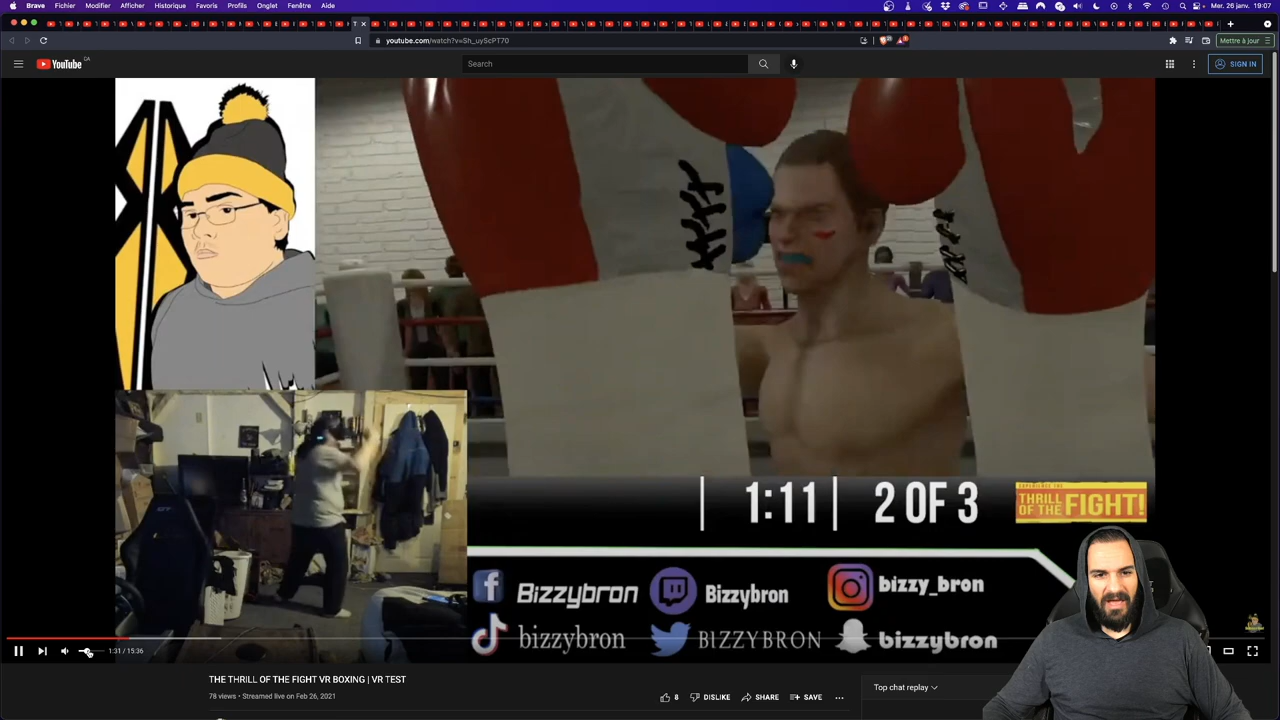 Brave Fichier Modifier Afficher Historique Favoris Profils Onglet Fenêtre Aide
Mer. 26 janv. 19:07
youtube.com/watch?v=Sh_uyScPT70
Mettre à jour
YouTube CA
Search
SIGN IN
1:11
2 OF 3
EXPERIENCE THE
THRILL
OF THE FIGHT!
Bizzybron
Bizzybron
bizzy_bron
bizzybron
BIZZYBRON
bizzybron
1:31 / 15:36
THE THRILL OF THE FIGHT VR BOXING | VR TEST
78 views • Streamed live on Feb 26, 2021
8
DISLIKE
SHARE
SAVE
Top chat replay